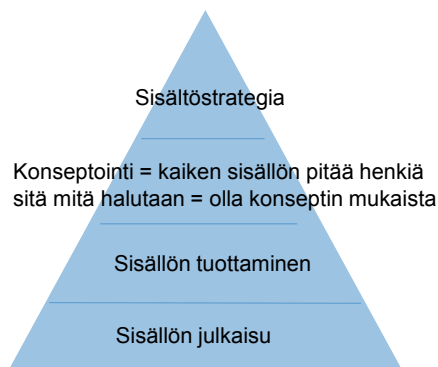 Sisältöstrategia
Konseptointi = kaiken sisällön pitää henkiä
sitä mitä halutaan = olla konseptin mukaista
Sisällön tuottaminen
Sisällön julkaisu